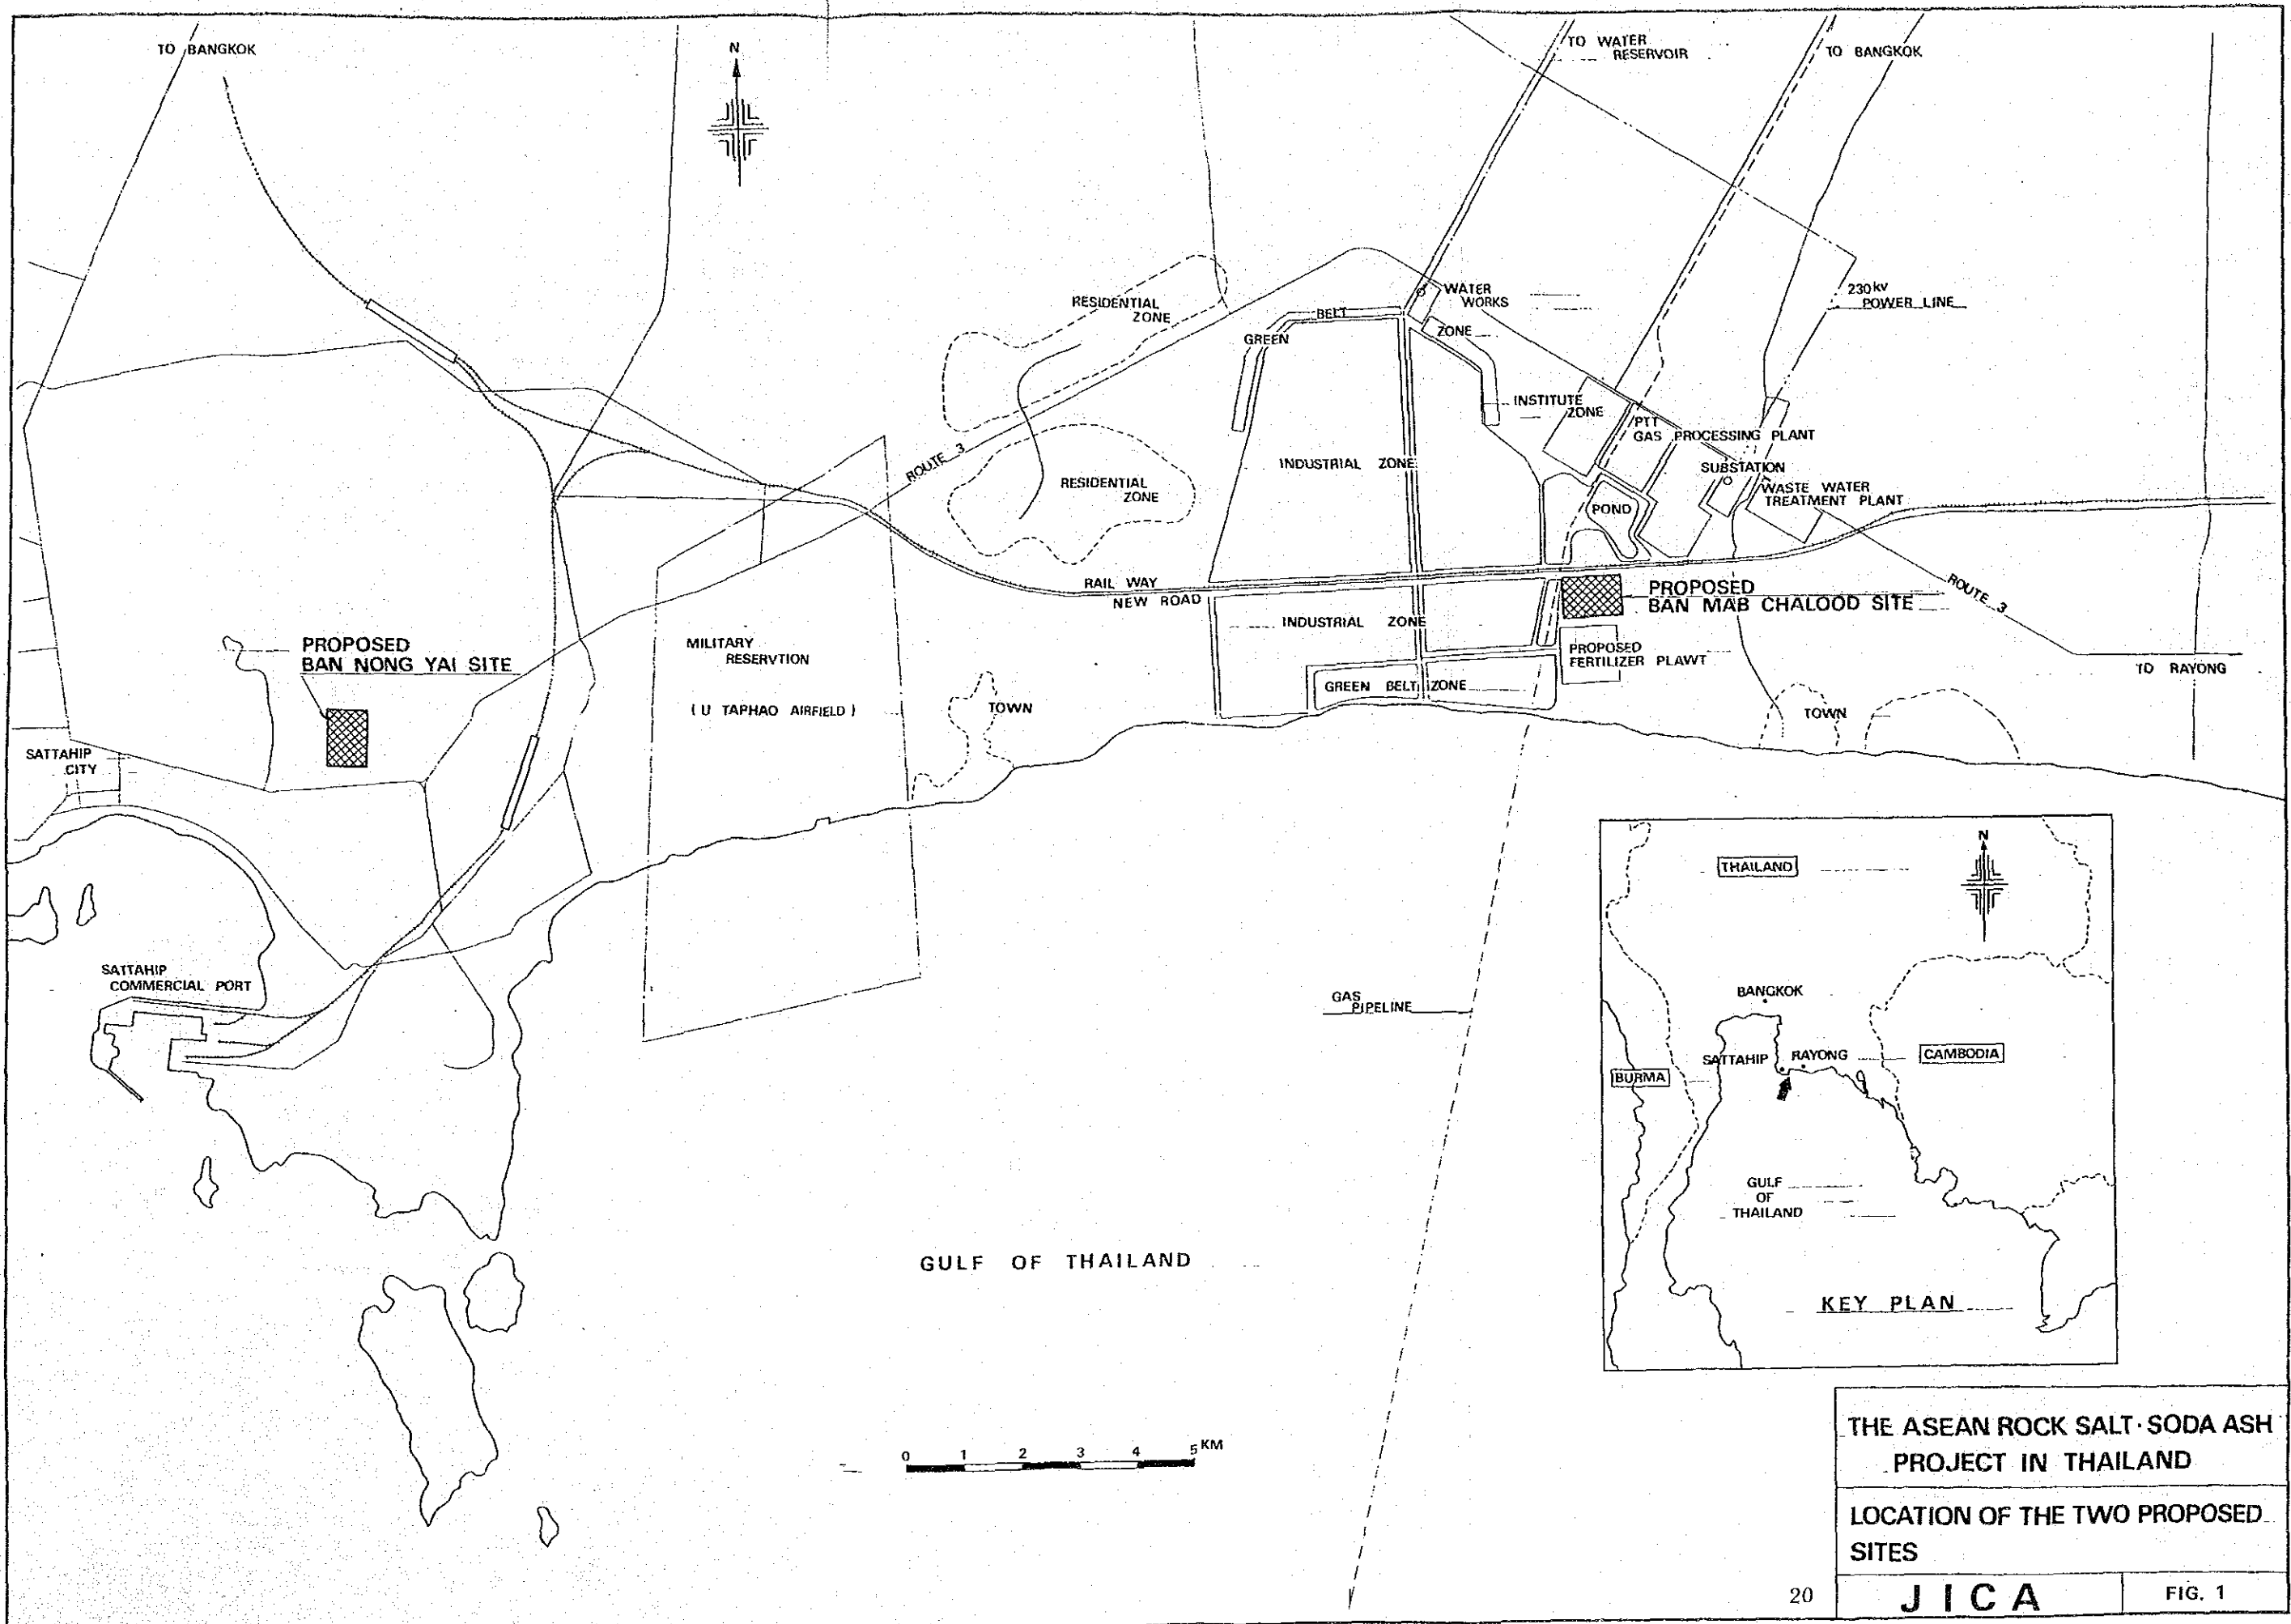 TO BANGKOK
N
TO WATER
RESERVOIR
TO BANGKOK
230kv
POWER LINE
RESIDENTIAL
ZONE
WATER
WORKS
BELT
ZONE
GREEN
INSTITUTE
ZONE
PTT
GAS PROCESSING PLANT
ROUTE 3
INDUSTRIAL ZONE
SUBSTATION
RESIDENTIAL
ZONE
WASTE WATER
TREATMENT PLANT
POND
RAIL WAY
NEW ROAD
PROPOSED
BAN MAB CHALOOD SITE
ROUTE 3
INDUSTRIAL ZONE
PROPOSED
BAN NONG YAI SITE
MILITARY
RESERVTION
PROPOSED
FERTILIZER PLAWT
TO RAYONG
GREEN BELT ZONE
(U TAPHAO AIRFIELD)
TOWN
TOWN
SATTAHIP
CITY
SATTAHIP
COMMERCIAL PORT
GAS
PIPELINE
THAILAND
N
BANGKOK
SATTAHIP
RAYONG
CAMBODIA
BURMA
GULF
OF
THAILAND
KEY PLAN
GULF OF THAILAND
0 1 2 3 4 5 KM
THE ASEAN ROCK SALT·SODA ASH
PROJECT IN THAILAND
LOCATION OF THE TWO PROPOSED
SITES
20
JICA
FIG. 1